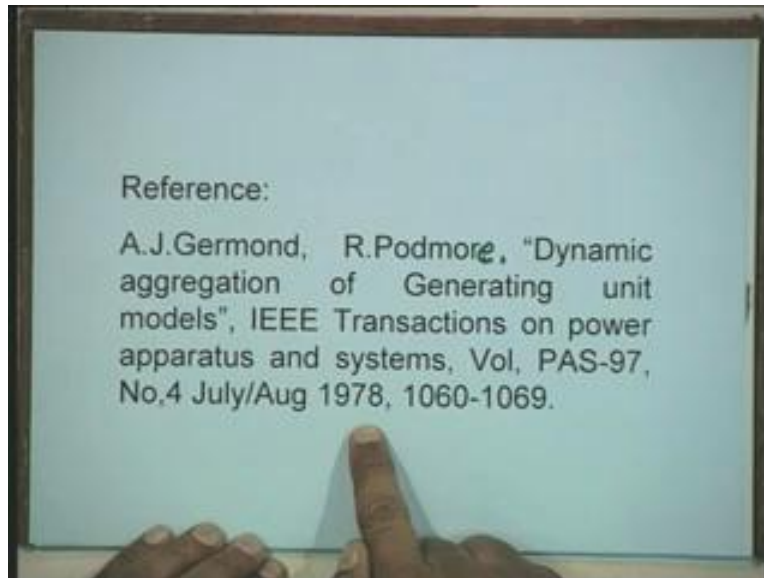 Reference:
A.J.Germond, R.Podmore, "Dynamic
aggregation of Generating unit
models", IEEE Transactions on power
apparatus and systems, Vol, PAS-97,
No,4 July/Aug 1978, 1060-1069.